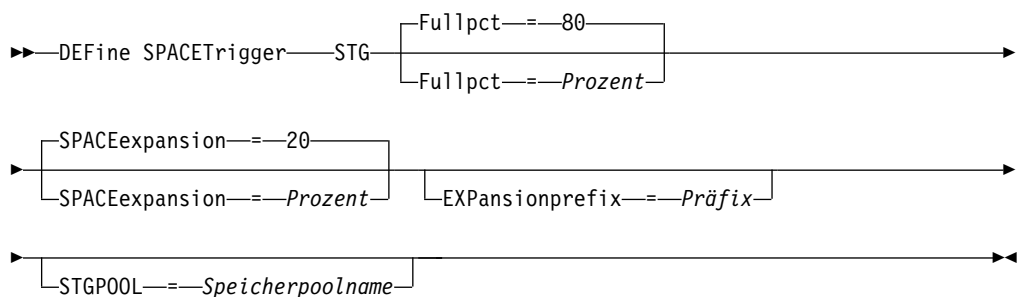 Fullpct = 80
DEFine SPACETrigger STG
Fullpct = Prozent
SPACEexpansion = 20
SPACEexpansion = Prozent
EXPansionprefix = Präfix
STGPOOL = Speicherpoolname